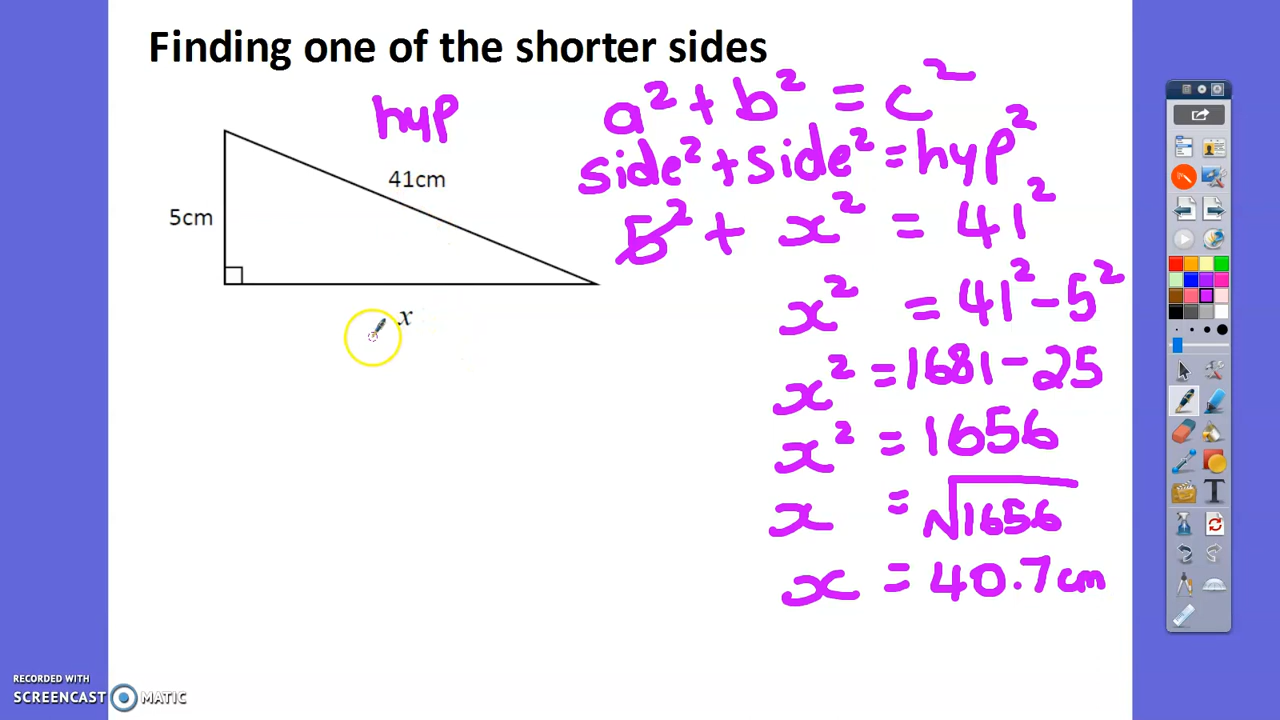 Finding one of the shorter sides
hyp
41cm
5cm
x
a² + b² = c²
side² + side² = hyp²
5² + x² = 41²
x² = 41² - 5²
x² = 1681 - 25
x² = 1656
x = √1656
x = 40.7cm
T
RECORDED WITH
SCREENCAST MATIC